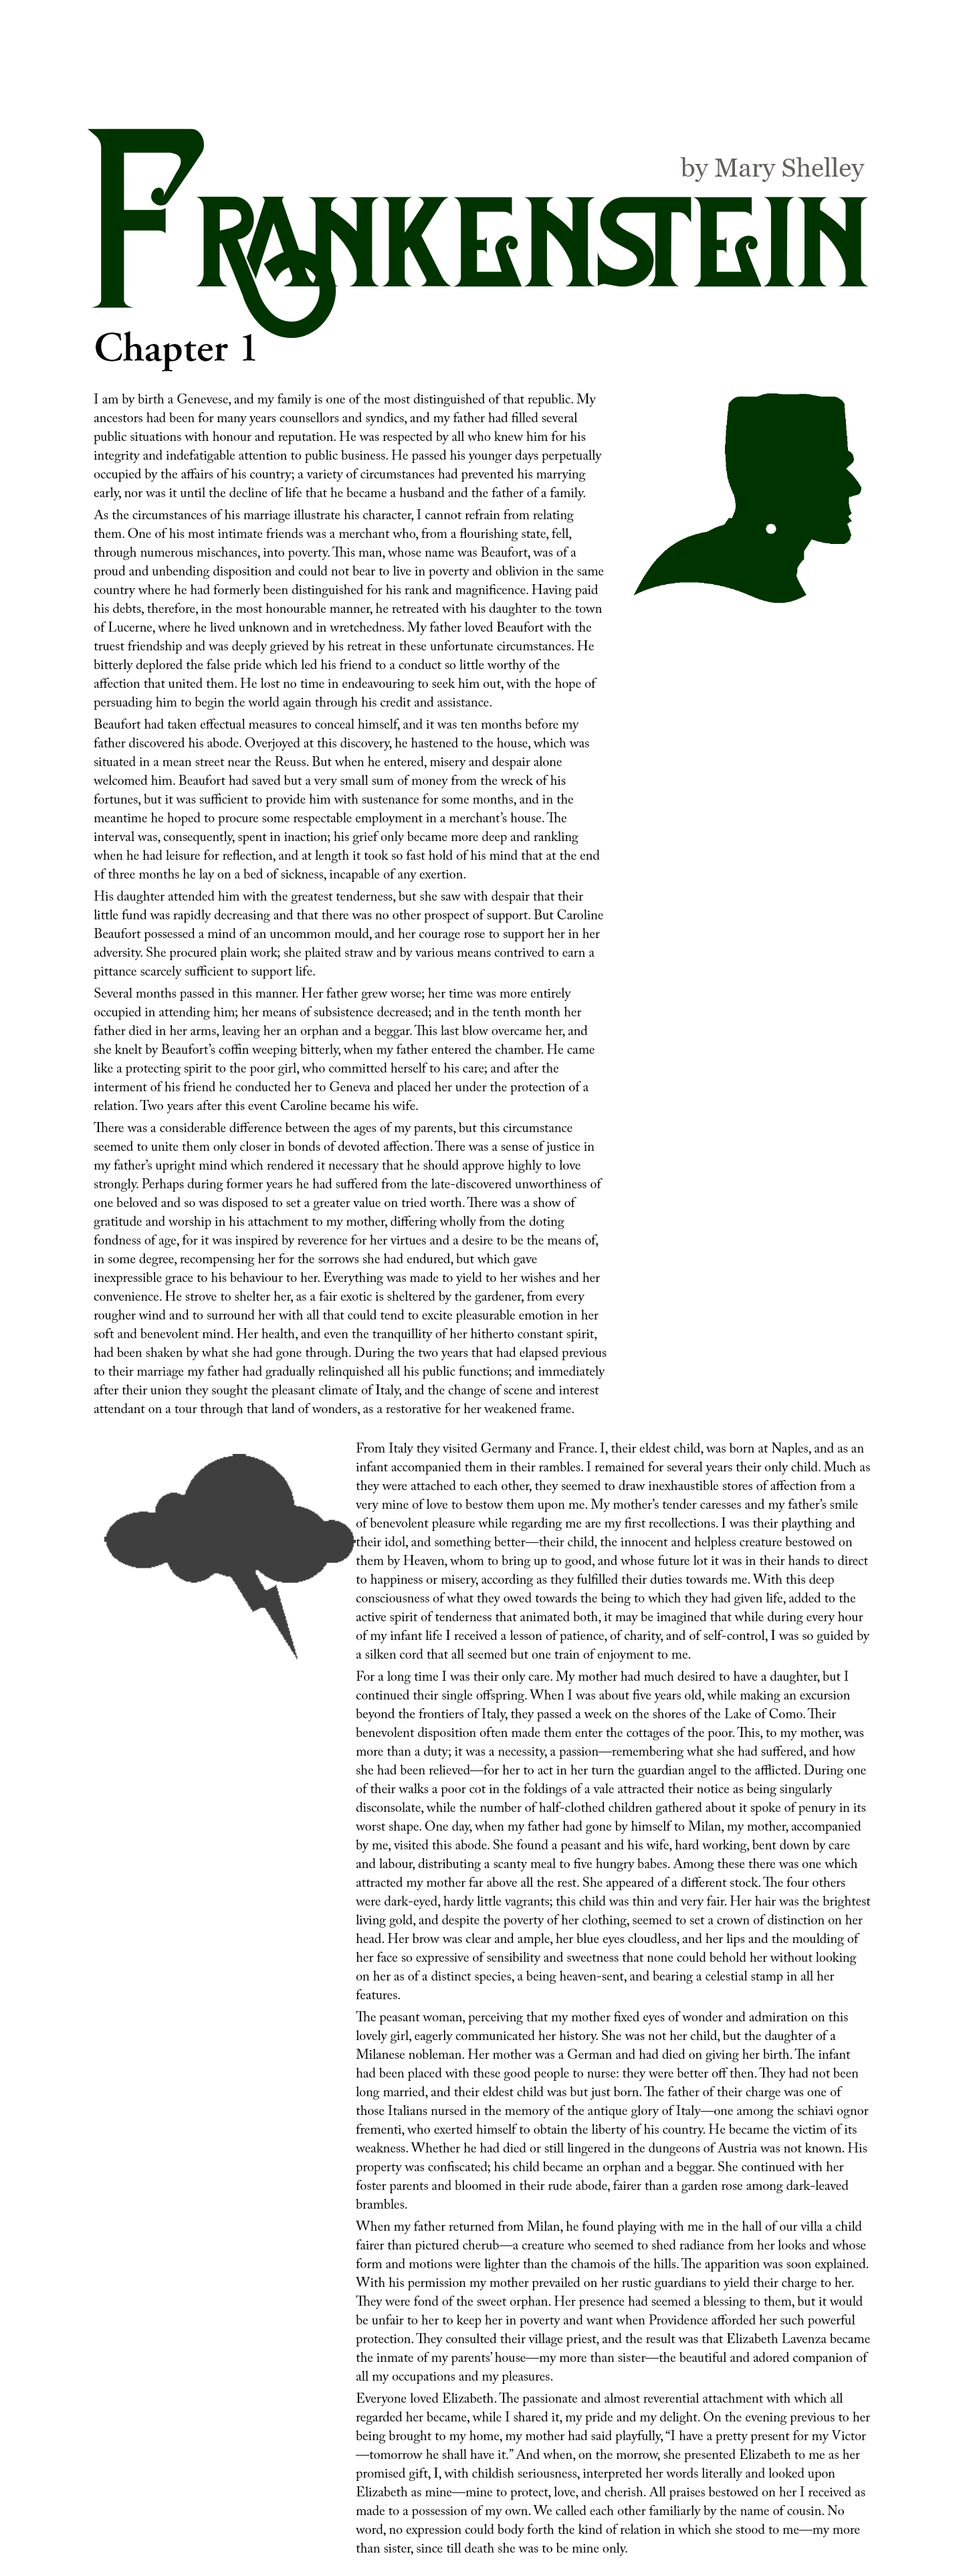 by Mary Shelley
FRANKENSTEIN
Chapter 1
I am by birth a Genevese, and my family is one of the most distinguished of that republic. My
ancestors had been for many years counsellors and syndics, and my father had filled several
public situations with honour and reputation. He was respected by all who knew him for his
integrity and indefatigable attention to public business. He passed his younger days perpetually
occupied by the affairs of his country; a variety of circumstances had prevented his marrying
early, nor was it until the decline of life that he became a husband and the father of a family.
As the circumstances of his marriage illustrate his character, I cannot refrain from relating
them. One of his most intimate friends was a merchant who, from a flourishing state, fell,
through numerous mischances, into poverty. This man, whose name was Beaufort, was of a
proud and unbending disposition and could not bear to live in poverty and oblivion in the same
country where he had formerly been distinguished for his rank and magnificence. Having paid
his debts, therefore, in the most honourable manner, he retreated with his daughter to the town
of Lucerne, where he lived unknown and in wretchedness. My father loved Beaufort with the
truest friendship and was deeply grieved by his retreat in these unfortunate circumstances. He
bitterly deplored the false pride which led his friend to a conduct so little worthy of the
affection that united them. He lost no time in endeavouring to seek him out, with the hope of
persuading him to begin the world again through his credit and assistance.
Beaufort had taken effectual measures to conceal himself, and it was ten months before my
father discovered his abode. Overjoyed at this discovery, he hastened to the house, which was
situated in a mean street near the Reuss. But when he entered, misery and despair alone
welcomed him. Beaufort had saved but a very small sum of money from the wreck of his
fortunes, but it was sufficient to provide him with sustenance for some months, and in the
meantime he hoped to procure some respectable employment in a merchant’s house. The
interval was, consequently, spent in inaction; his grief only became more deep and rankling
when he had leisure for reflection, and at length it took so fast hold of his mind that at the end
of three months he lay on a bed of sickness, incapable of any exertion.
His daughter attended him with the greatest tenderness, but she saw with despair that their
little fund was rapidly decreasing and that there was no other prospect of support. But Caroline
Beaufort possessed a mind of an uncommon mould, and her courage rose to support her in her
adversity. She procured plain work; she plaited straw and by various means contrived to earn a
pittance scarcely sufficient to support life.
Several months passed in this manner. Her father grew worse; her time was more entirely
occupied in attending him; her means of subsistence decreased; and in the tenth month her
father died in her arms, leaving her an orphan and a beggar. This last blow overcame her, and
she knelt by Beaufort’s coffin weeping bitterly, when my father entered the chamber. He came
like a protecting spirit to the poor girl, who committed herself to his care; and after the
interment of his friend he conducted her to Geneva and placed her under the protection of a
relation. Two years after this event Caroline became his wife.
There was a considerable difference between the ages of my parents, but this circumstance
seemed to unite them only closer in bonds of devoted affection. There was a sense of justice in
my father’s upright mind which rendered it necessary that he should approve highly to love
strongly. Perhaps during former years he had suffered from the late-discovered unworthiness of
one beloved and so was disposed to set a greater value on tried worth. There was a show of
gratitude and worship in his attachment to my mother, differing wholly from the doting
fondness of age, for it was inspired by reverence for her virtues and a desire to be the means of,
in some degree, recompensing her for the sorrows she had endured, but which gave
inexpressible grace to his behaviour to her. Everything was made to yield to her wishes and her
convenience. He strove to shelter her, as a fair exotic is sheltered by the gardener, from every
rougher wind and to surround her with all that could tend to excite pleasurable emotion in her
soft and benevolent mind. Her health, and even the tranquillity of her hitherto constant spirit,
had been shaken by what she had gone through. During the two years that had elapsed previous
to their marriage my father had gradually relinquished all his public functions; and immediately
after their union they sought the pleasant climate of Italy, and the change of scene and interest
attendant on a tour through that land of wonders, as a restorative for her weakened frame.
From Italy they visited Germany and France. I, their eldest child, was born at Naples, and as an
infant accompanied them in their rambles. I remained for several years their only child. Much as
they were attached to each other, they seemed to draw inexhaustible stores of affection from a
very mine of love to bestow them upon me. My mother’s tender caresses and my father’s smile
of benevolent pleasure while regarding me are my first recollections. I was their plaything and
their idol, and something better—their child, the innocent and helpless creature bestowed on
them by Heaven, whom to bring up to good, and whose future lot it was in their hands to direct
to happiness or misery, according as they fulfilled their duties towards me. With this deep
consciousness of what they owed towards the being to which they had given life, added to the
active spirit of tenderness that animated both, it may be imagined that while during every hour
of my infant life I received a lesson of patience, of charity, and of self-control, I was so guided by
a silken cord that all seemed but one train of enjoyment to me.
For a long time I was their only care. My mother had much desired to have a daughter, but I
continued their single offspring. When I was about five years old, while making an excursion
beyond the frontiers of Italy, they passed a week on the shores of the Lake of Como. Their
benevolent disposition often made them enter the cottages of the poor. This, to my mother, was
more than a duty; it was a necessity, a passion—remembering what she had suffered, and how
she had been relieved—for her to act in her turn the guardian angel to the afflicted. During one
of their walks a poor cot in the foldings of a vale attracted their notice as being singularly
disconsolate, while the number of half-clothed children gathered about it spoke of penury in its
worst shape. One day, when my father had gone by himself to Milan, my mother, accompanied
by me, visited this abode. She found a peasant and his wife, hard working, bent down by care
and labour, distributing a scanty meal to five hungry babes. Among these there was one which
attracted my mother far above all the rest. She appeared of a different stock. The four others
were dark-eyed, hardy little vagrants; this child was thin and very fair. Her hair was the brightest
living gold, and despite the poverty of her clothing, seemed to set a crown of distinction on her
head. Her brow was clear and ample, her blue eyes cloudless, and her lips and the moulding of
her face so expressive of sensibility and sweetness that none could behold her without looking
on her as of a distinct species, a being heaven-sent, and bearing a celestial stamp in all her
features.
The peasant woman, perceiving that my mother fixed eyes of wonder and admiration on this
lovely girl, eagerly communicated her history. She was not her child, but the daughter of a
Milanese nobleman. Her mother was a German and had died on giving her birth. The infant
had been placed with these good people to nurse: they were better off then. They had not been
long married, and their eldest child was but just born. The father of their charge was one of
those Italians nursed in the memory of the antique glory of Italy—one among the schiavi ognor
frementi, who exerted himself to obtain the liberty of his country. He became the victim of its
weakness. Whether he had died or still lingered in the dungeons of Austria was not known. His
property was confiscated; his child became an orphan and a beggar. She continued with her
foster parents and bloomed in their rude abode, fairer than a garden rose among dark-leaved
brambles.
When my father returned from Milan, he found playing with me in the hall of our villa a child
fairer than pictured cherub—a creature who seemed to shed radiance from her looks and whose
form and motions were lighter than the chamois of the hills. The apparition was soon explained.
With his permission my mother prevailed on her rustic guardians to yield their charge to her.
They were fond of the sweet orphan. Her presence had seemed a blessing to them, but it would
be unfair to her to keep her in poverty and want when Providence afforded her such powerful
protection. They consulted their village priest, and the result was that Elizabeth Lavenza became
the inmate of my parents’ house—my more than sister—the beautiful and adored companion of
all my occupations and my pleasures.
Everyone loved Elizabeth. The passionate and almost reverential attachment with which all
regarded her became, while I shared it, my pride and my delight. On the evening previous to her
being brought to my home, my mother had said playfully, “I have a pretty present for my Victor
—tomorrow he shall have it.” And when, on the morrow, she presented Elizabeth to me as her
promised gift, I, with childish seriousness, interpreted her words literally and looked upon
Elizabeth as mine—mine to protect, love, and cherish. All praises bestowed on her I received as
made to a possession of my own. We called each other familiarly by the name of cousin. No
word, no expression could body forth the kind of relation in which she stood to me—my more
than sister, since till death she was to be mine only.